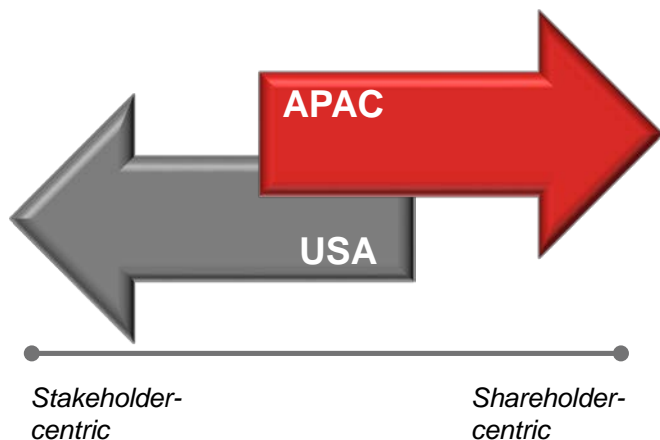 APAC
USA
Stakeholder-
centric
Shareholder-
centric